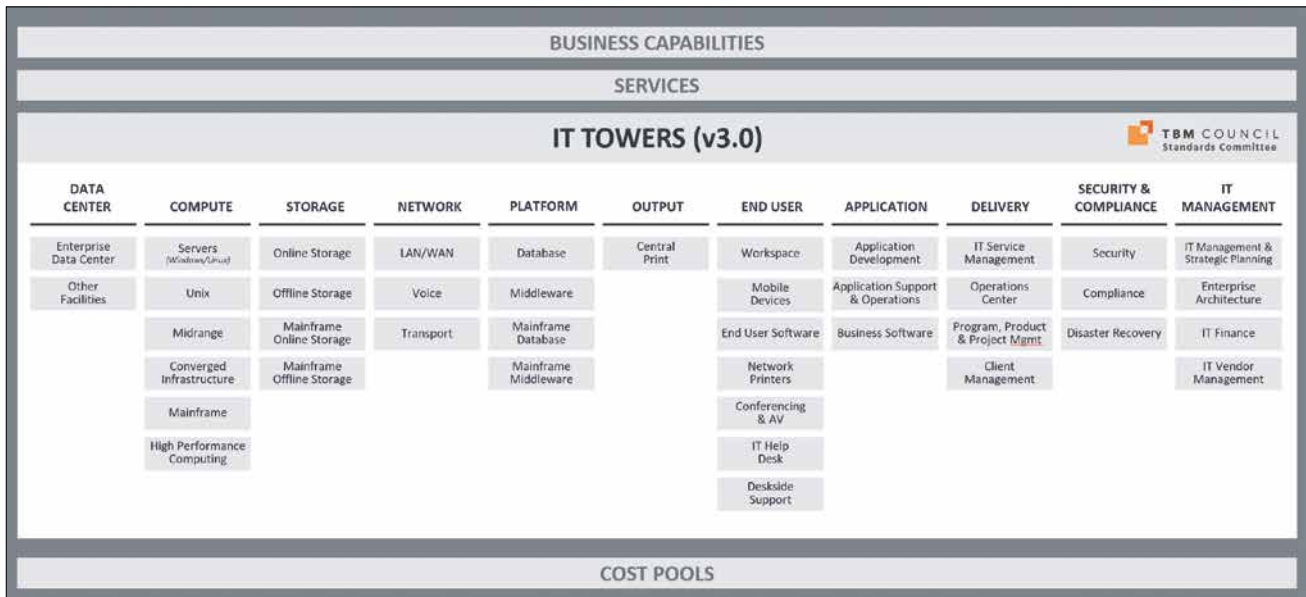 BUSINESS CAPABILITIES
SERVICES
IT TOWERS (v3.0)
TBM COUNCIL
Standards Committee
DATA
CENTER
Enterprise
Data Center
Other
Facilities
COMPUTE
Servers
(Windows/Linux)
Unix
Midrange
Converged
Infrastructure
Mainframe
High Performance
Computing
STORAGE
Online Storage
Offline Storage
Mainframe
Online Storage
Mainframe
Offline Storage
NETWORK
LAN/WAN
Voice
Transport
PLATFORM
Database
Middleware
Mainframe
Database
Mainframe
Middleware
OUTPUT
Central
Print
END USER
Workspace
Mobile
Devices
End User Software
Network
Printers
Conferencing
& AV
IT Help
Desk
Deskside
Support
APPLICATION
Application
Development
Application Support
& Operations
Business Software
DELIVERY
IT Service
Management
Operations
Center
Program, Product
& Project Mgmt
Client
Management
SECURITY &
COMPLIANCE
Security
Compliance
Disaster Recovery
IT
MANAGEMENT
IT Management &
Strategic Planning
Enterprise
Architecture
IT Finance
IT Vendor
Management
COST POOLS